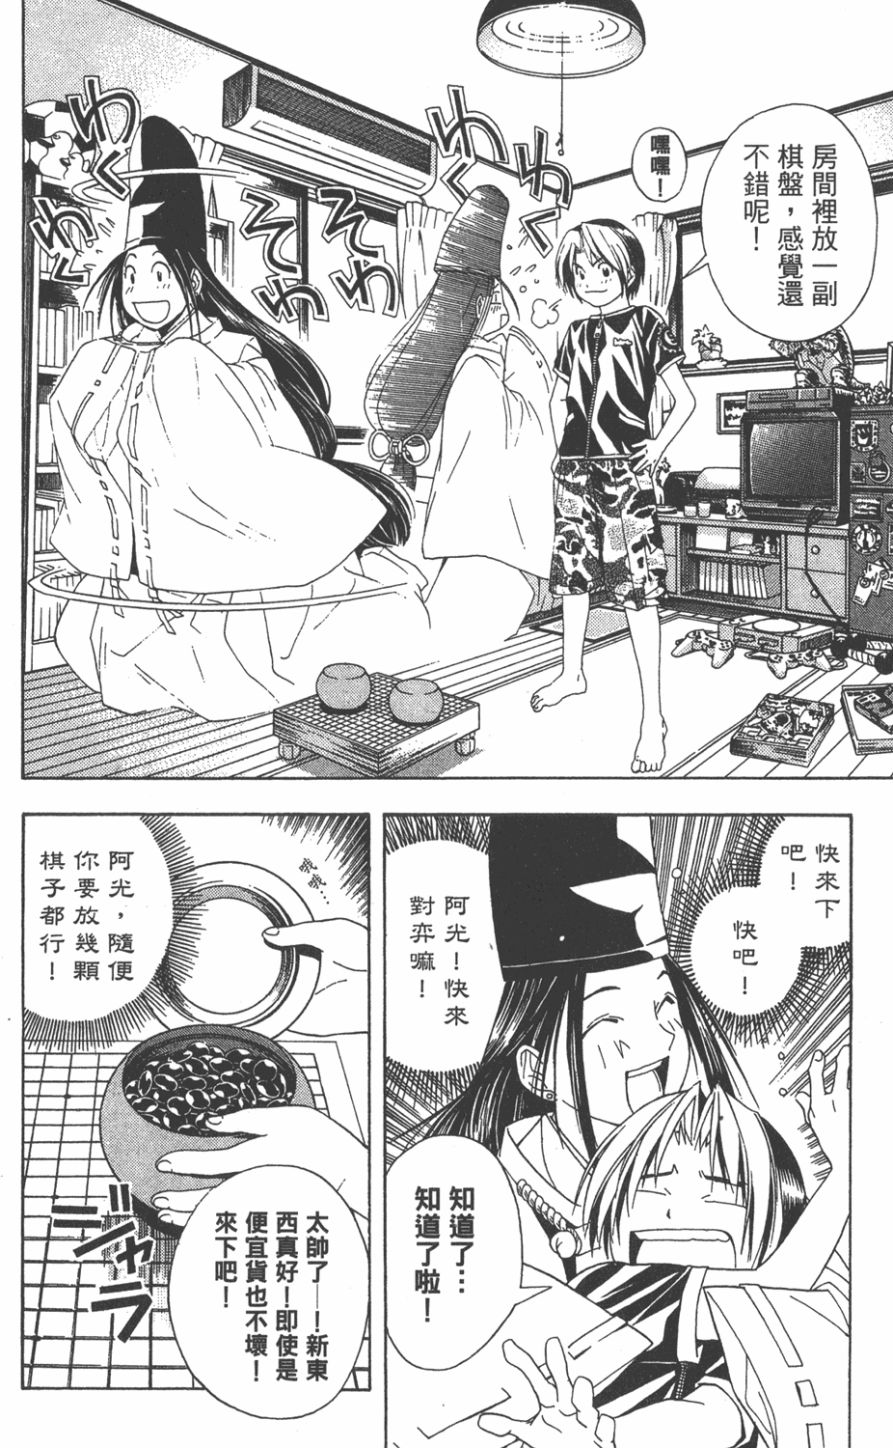 房間裡放一副
棋盤，感覺還
不錯呢！
嘿嘿！
わく
わく
そわ
そわ
わく
わく
快來下
吧！
快吧！
阿光！快來
對弈嘛！
知道了…
知道了啦！
哦
哦…
阿光，隨便
你要放幾顆
棋子都行！
太帥了—！新東
西真好！即使是
便宜貨也不壞！
來下吧！
ジャラ